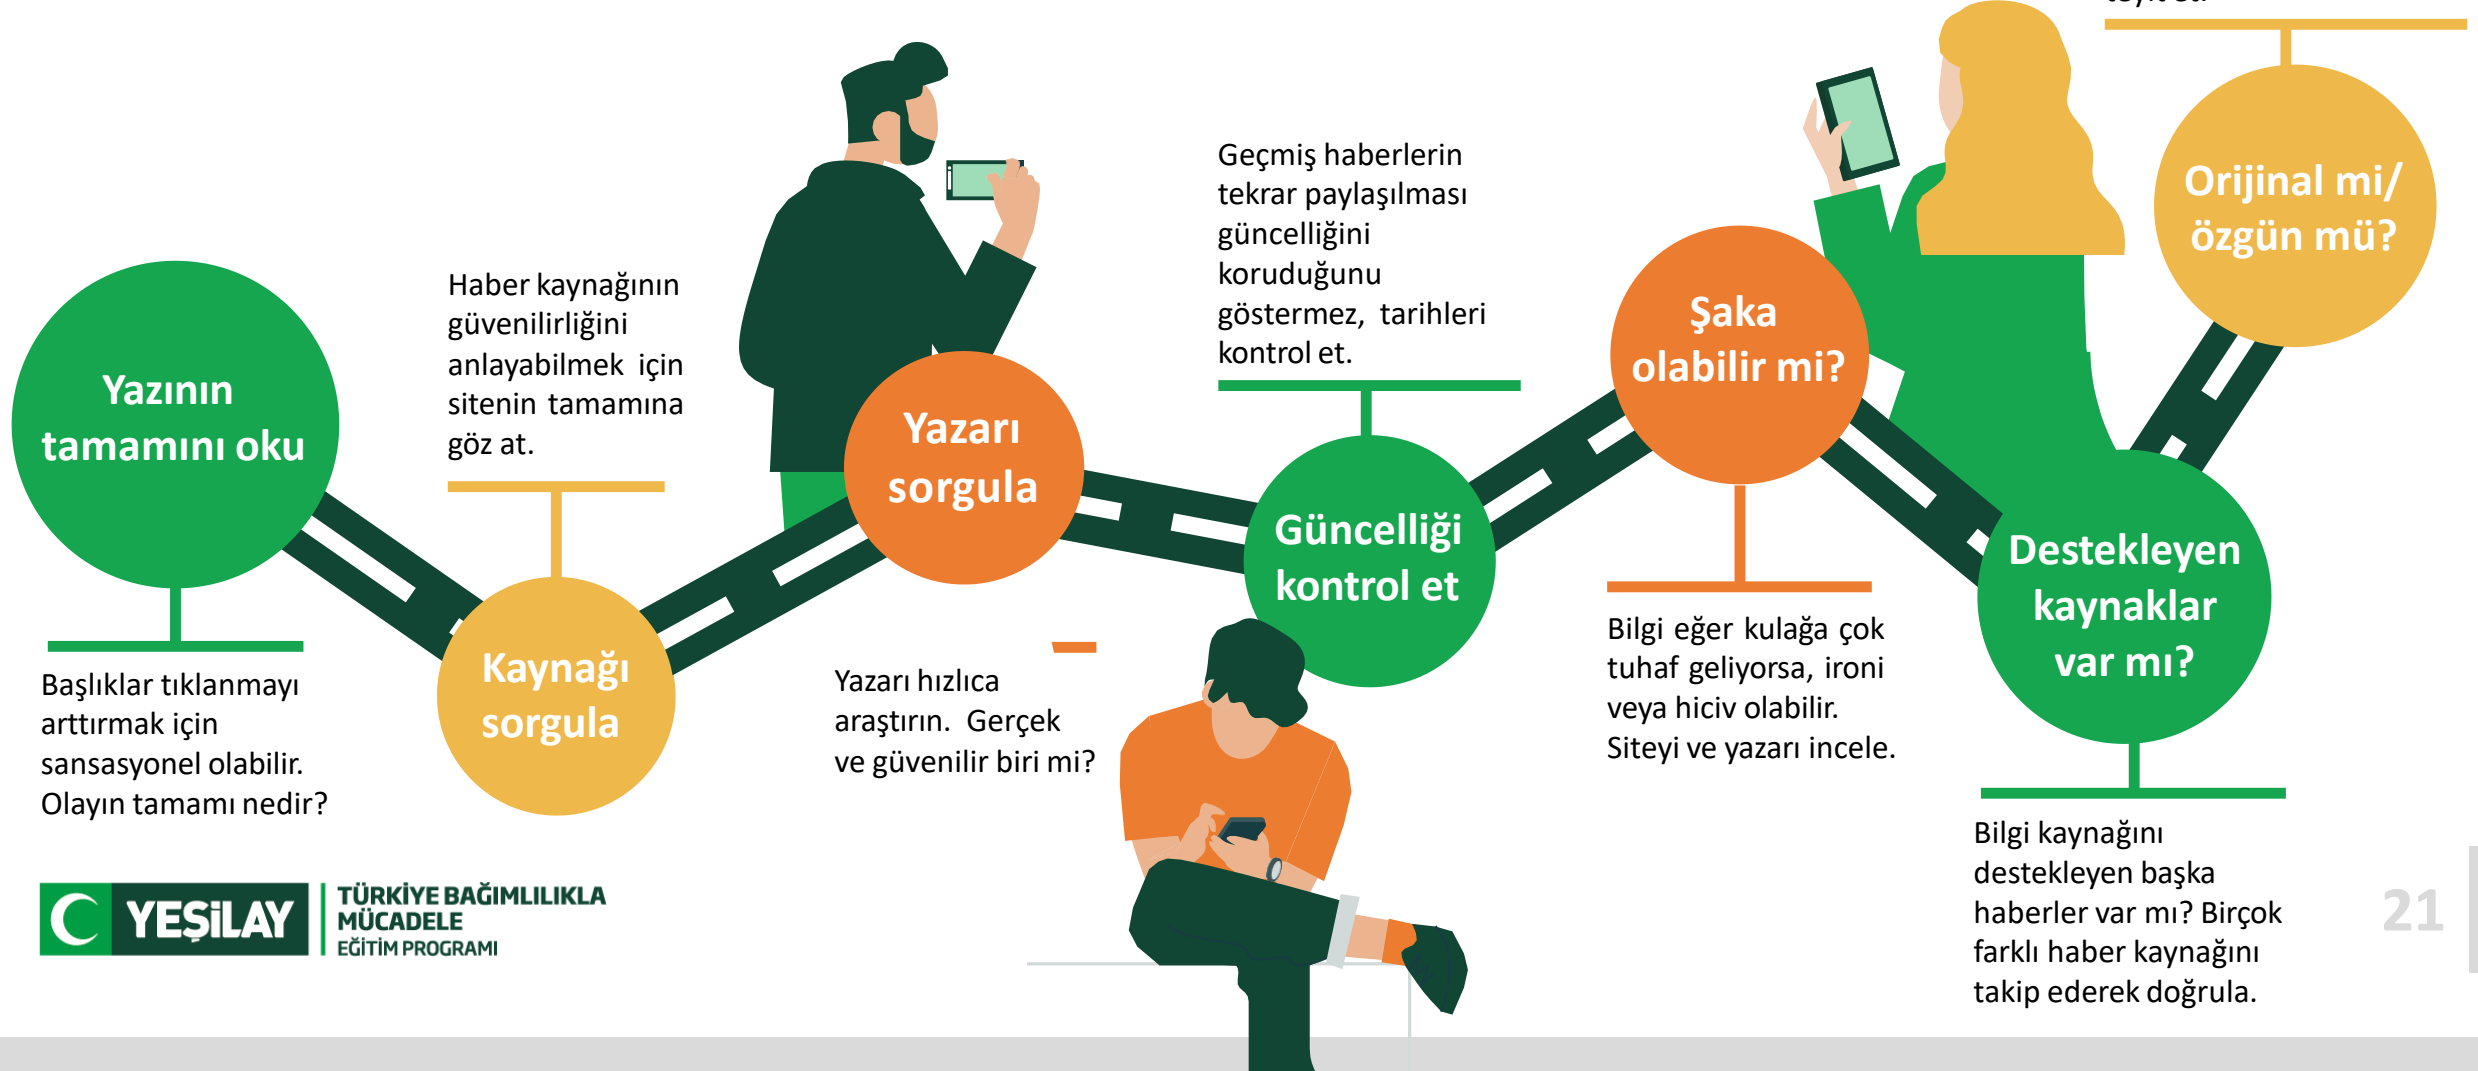 Yazının
tamamını oku
Başlıklar tıklanmayı
arttırmak için
sansasyonel olabilir.
Olayın tamamı nedir?
Haber kaynağının
güvenilirliğini
anlayabilmek için
sitenin tamamına
göz at.
Kaynağı
sorgula
Yazarı
sorgula
Yazarı hızlıca
araştırın. Gerçek
ve güvenilir biri mi?
Geçmiş haberlerin
tekrar paylaşılması
güncelliğini
koruduğunu
göstermez, tarihleri
kontrol et.
Güncelliği
kontrol et
Şaka
olabilir mi?
Bilgi eğer kulağa çok
tuhaf geliyorsa, ironi
veya hiciv olabilir.
Siteyi ve yazarı incele.
Destekleyen
kaynaklar
var mı?
Bilgi kaynağını
destekleyen başka
haberler var mı? Birçok
farklı haber kaynağını
takip ederek doğrula.
Orijinal mi/
özgün mü?
YEŞİLAY
TÜRKİYE BAĞIMLILIKLA
MÜCADELE
EĞİTİM PROGRAMI
21